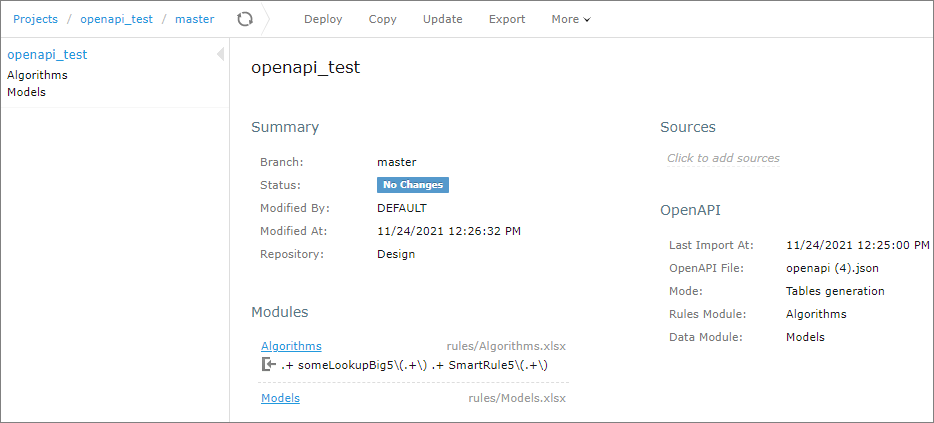 Projects / openapi_test / master
Deploy Copy Update Export More
openapi_test
Algorithms
Models
openapi_test
Summary
Branch: master
Status: No Changes
Modified By: DEFAULT
Modified At: 11/24/2021 12:26:32 PM
Repository: Design
Modules
Algorithms rules/Algorithms.xlsx
.+ someLookupBig5\(.+\) .+ SmartRule5\(.+\)
Models rules/Models.xlsx
Sources
Click to add sources
OpenAPI
Last Import At: 11/24/2021 12:25:00 PM
OpenAPI File: openapi (4).json
Mode: Tables generation
Rules Module: Algorithms
Data Module: Models